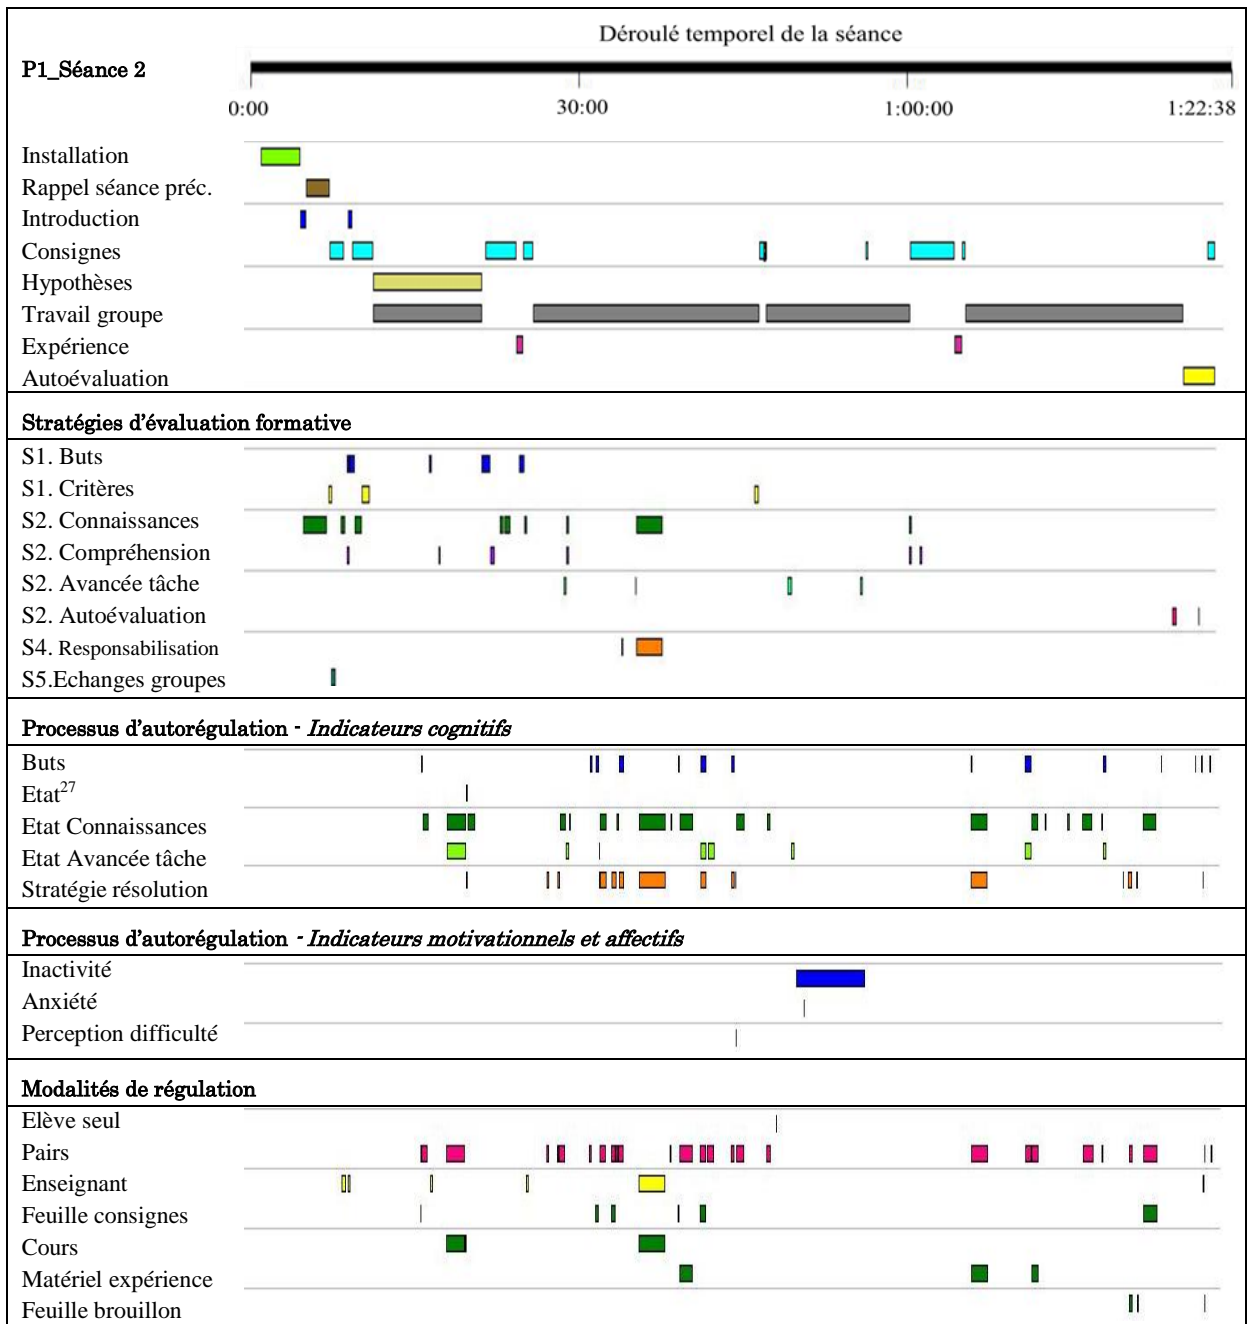 Déroulé temporel de la séance
P1_Séance 2
0:00 30:00 1:00:00 1:22:38
Installation
Rappel séance préc.
Introduction
Consignes
Hypothèses
Travail groupe
Expérience
Autoévaluation
Stratégies d'évaluation formative
S1. Buts
S1. Critères
S2. Connaissances
S2. Compréhension
S2. Avancée tâche
S2. Autoévaluation
S4. Responsabilisation
S5.Echanges groupes
Processus d'autorégulation - Indicateurs cognitifs
Buts
Etat27
Etat Connaissances
Etat Avancée tâche
Stratégie résolution
Processus d'autorégulation - Indicateurs motivationnels et affectifs
Inactivité
Anxiété
Perception difficulté
Modalités de régulation
Elève seul
Pairs
Enseignant
Feuille consignes
Cours
Matériel expérience
Feuille brouillon